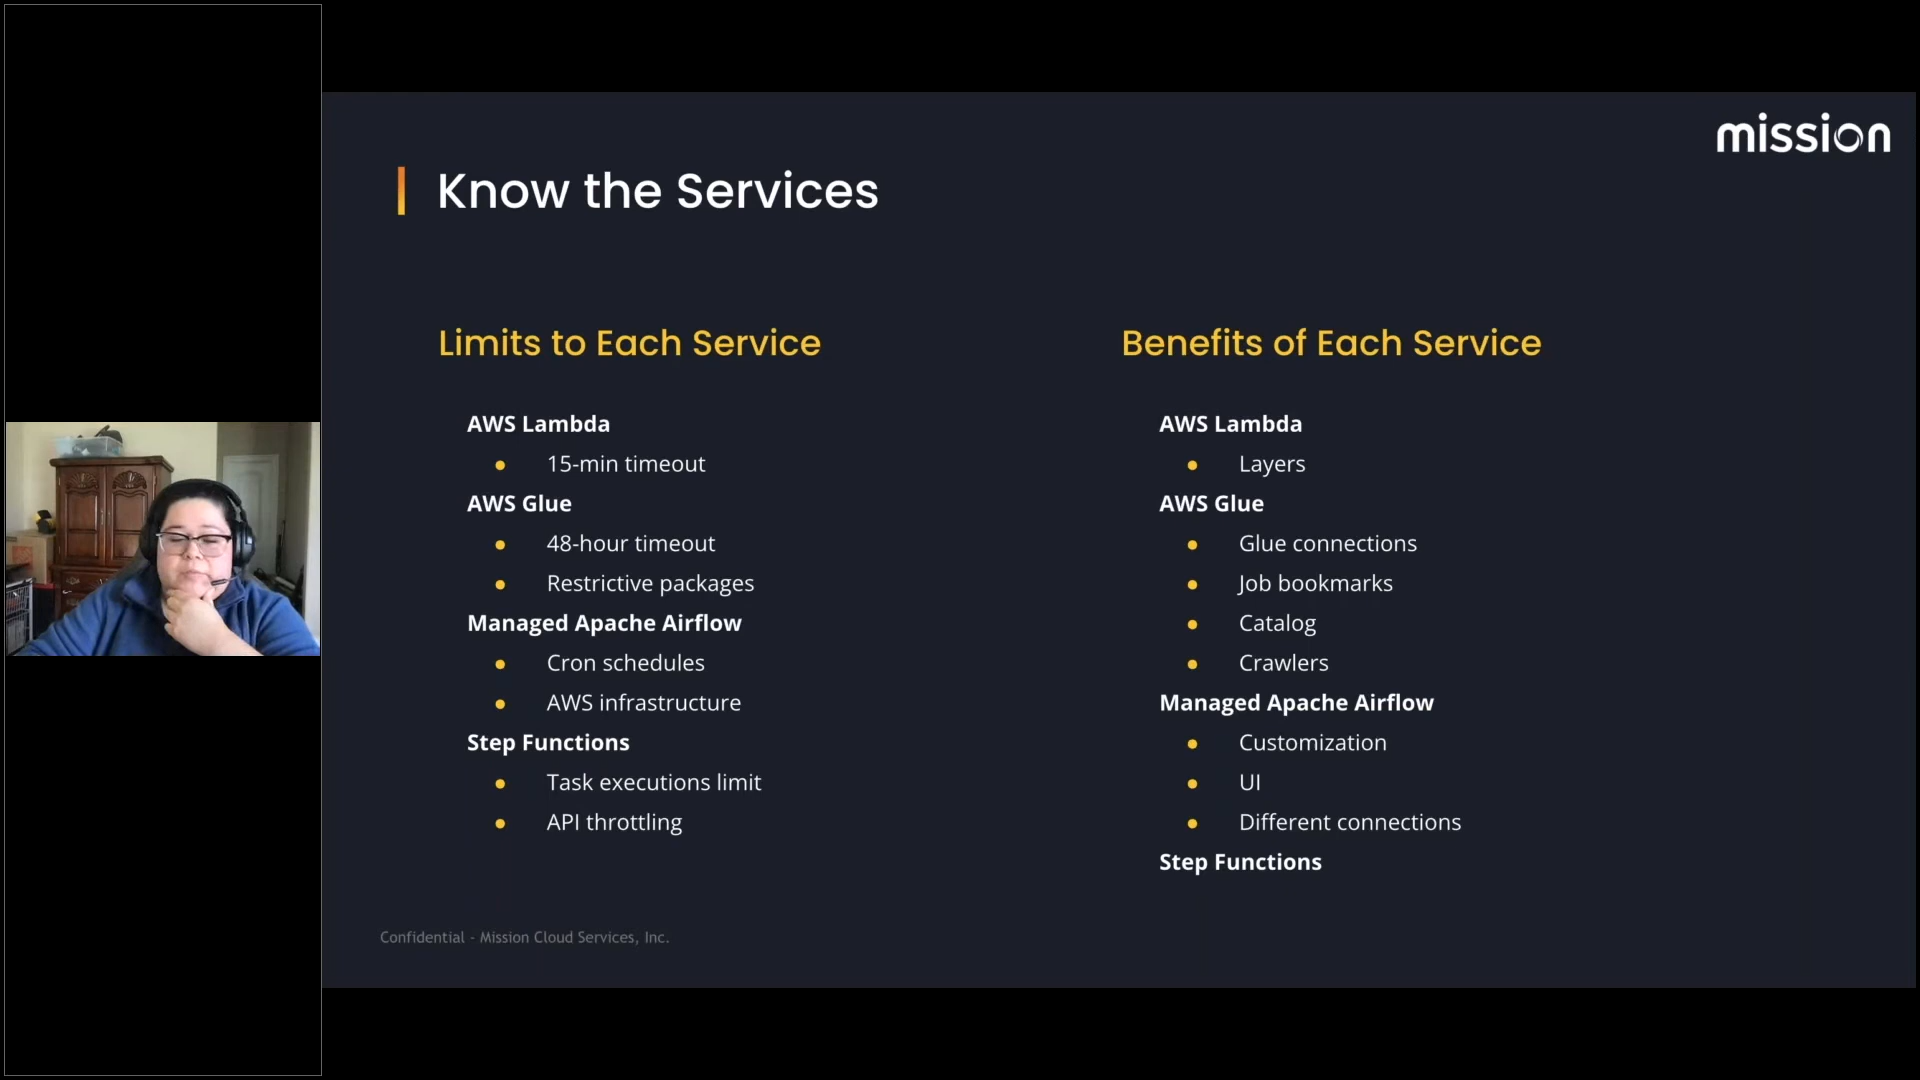 mission
Know the Services
Limits to Each Service
AWS Lambda
● 15-min timeout
AWS Glue
● 48-hour timeout
● Restrictive packages
Managed Apache Airflow
● Cron schedules
● AWS infrastructure
Step Functions
● Task executions limit
● API throttling
Benefits of Each Service
AWS Lambda
● Layers
AWS Glue
● Glue connections
● Job bookmarks
● Catalog
● Crawlers
Managed Apache Airflow
● Customization
● UI
● Different connections
Step Functions
Confidential - Mission Cloud Services, Inc.